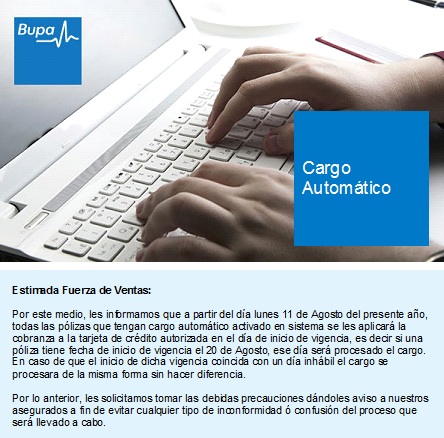 Bupa
Cargo
Automático
Estimada Fuerza de Ventas:
Por este medio, les informamos que a partir del día lunes 11 de Agosto del presente año,
todas las pólizas que tengan cargo automático activado en sistema se les aplicará la
cobranza a la tarjeta de crédito autorizada en el día de inicio de vigencia, es decir si una
póliza tiene fecha de inicio de vigencia el 20 de Agosto, ese día será procesado el cargo.
En caso de que el inicio de dicha vigencia coincida con un día inhábil el cargo se
procesara de la misma forma sin hacer diferencia.
Por lo anterior, les solicitamos tomar las debidas precauciones dándoles aviso a nuestros
asegurados a fin de evitar cualquier tipo de inconformidad ó confusión del proceso que
será llevado a cabo.